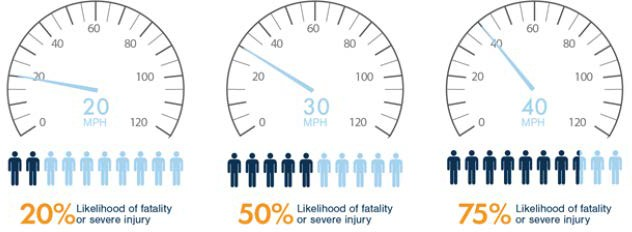 60
40 80
20 100
20
MPH
0 120
20% Likelihood of fatality
or severe injury
60
40 80
20 100
30
MPH
0 120
50% Likelihood of fatality
or severe injury
60
40 80
20 100
40
MPH
0 120
75% Likelihood of fatality
or severe injury